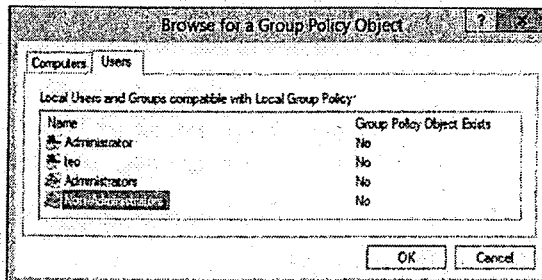 Browse for a Group Policy Object
?
Computers Users
Local Users and Groups compatible with Local Group Policy:
Name Group Policy Object Exists
Administrator No
leo No
Administrators No
Non-Administrators No
OK Cancel